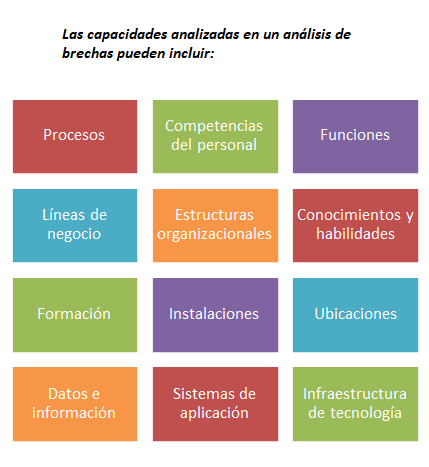 Las capacidades analizadas en un análisis de
brechas pueden incluir:
Procesos
Competencias
del personal
Funciones
Líneas de
negocio
Estructuras
organizacionales
Conocimientos y
habilidades
Formación
Instalaciones
Ubicaciones
Datos e
información
Sistemas de
aplicación
Infraestructura
de tecnología